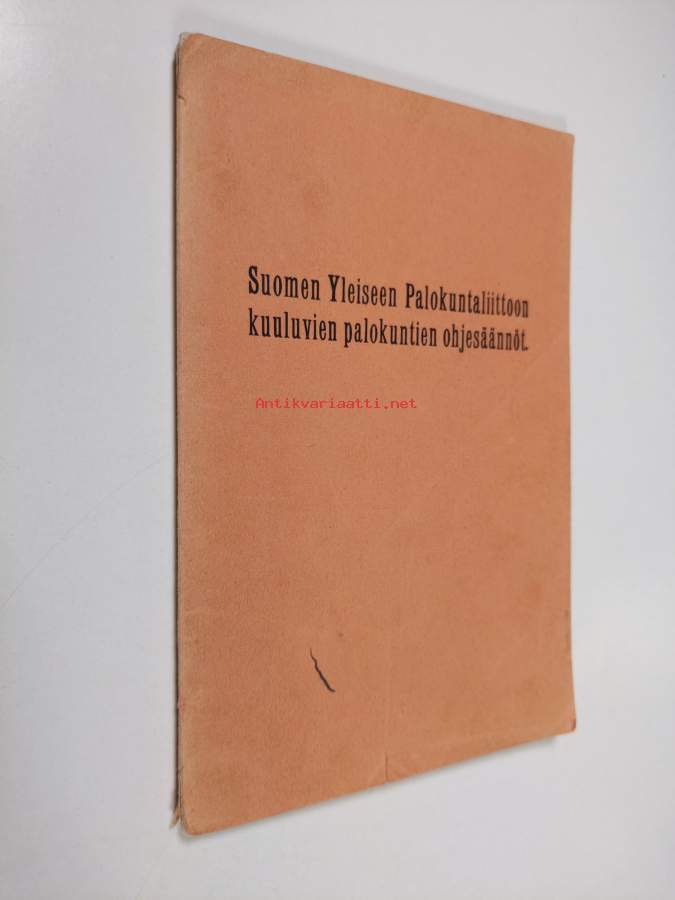 Suomen Yleiseen Palokuntaliittoon
kuuluvien palokuntien ohjesäännöt.
Antikvariaatti.net